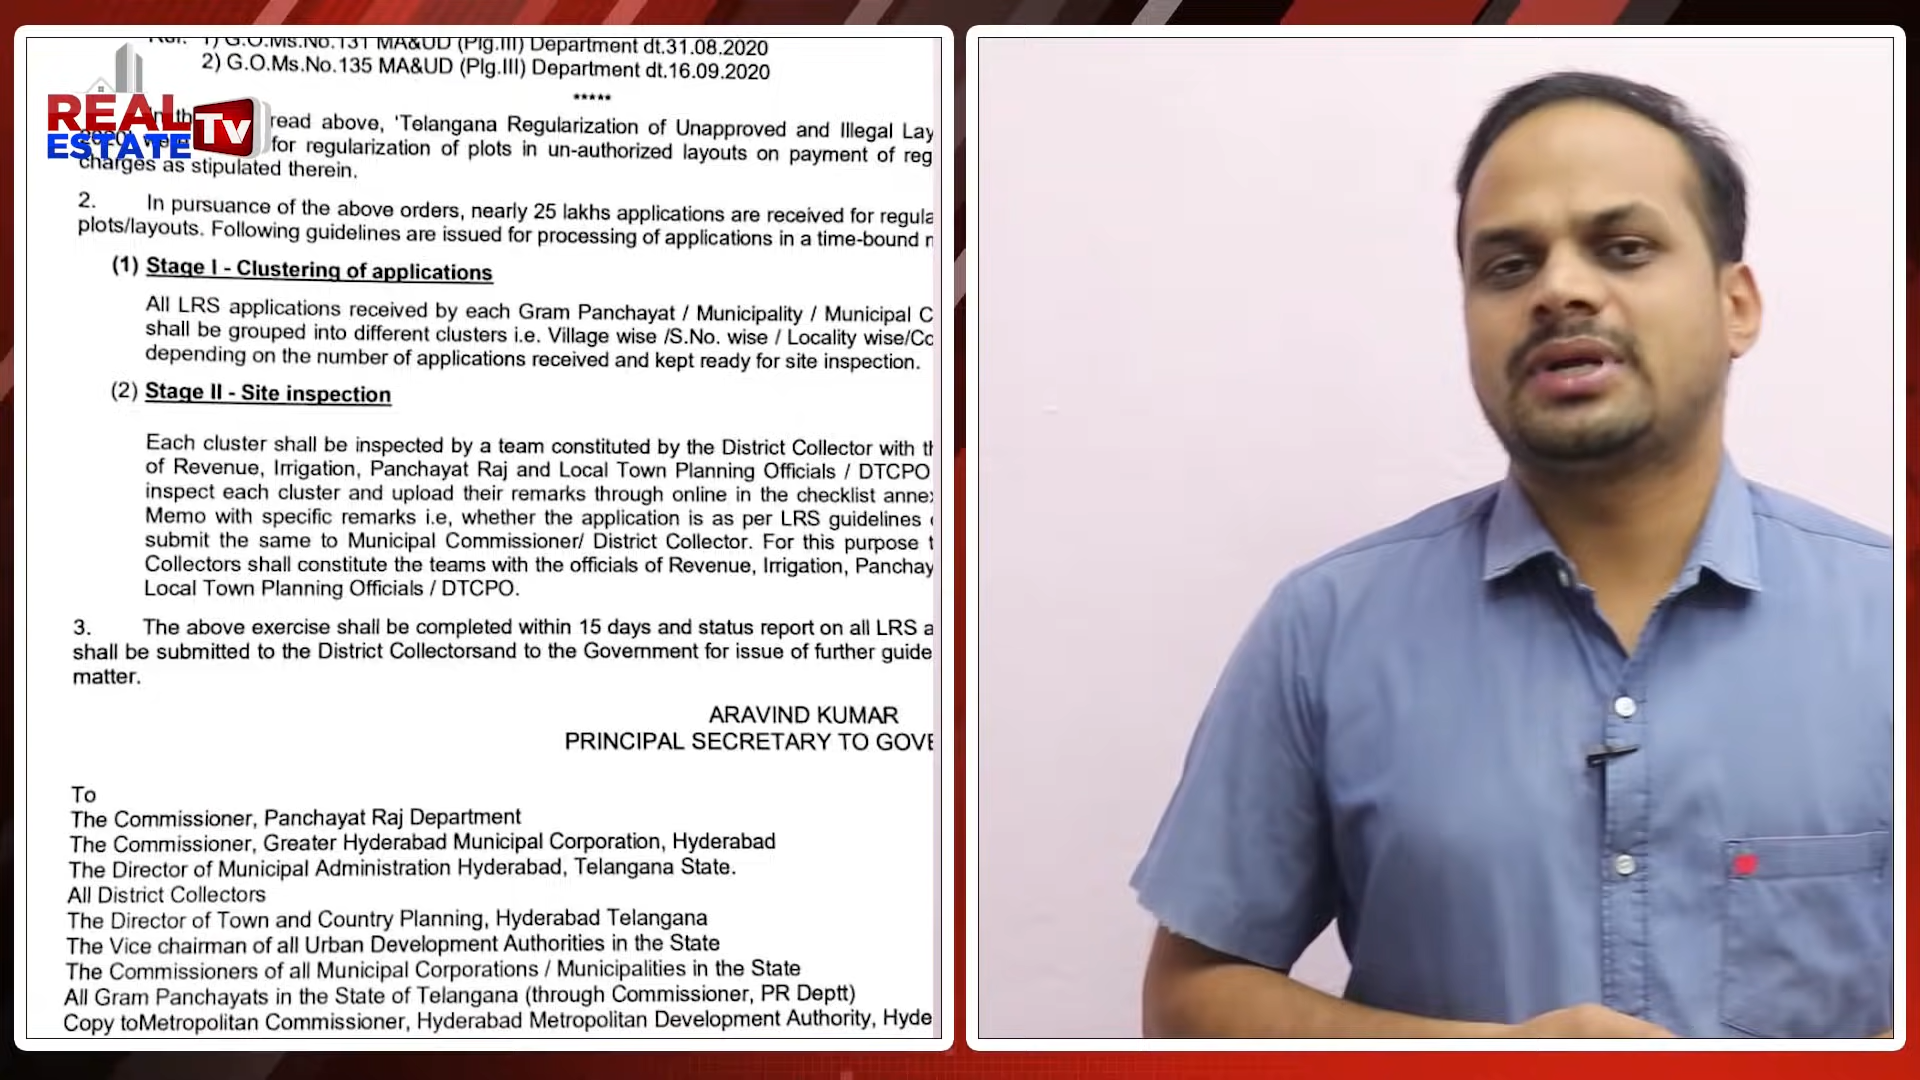 1) G.O.Ms.No.131 MA&UD (Plg.III) Department dt.31.08.2020
2) G.O.Ms.No.135 MA&UD (Plg.III) Department dt.16.09.2020
*****
REAL ESTATE Tv
read above, 'Telangana Regularization of Unapproved and Illegal Lay
for regularization of plots in un-authorized layouts on payment of reg
charges as stipulated therein.
2. In pursuance of the above orders, nearly 25 lakhs applications are received for regula
plots/layouts. Following guidelines are issued for processing of applications in a time-bound
(1) Stage I - Clustering of applications
All LRS applications received by each Gram Panchayat / Municipality / Municipal C
shall be grouped into different clusters i.e. Village wise /S.No. wise / Locality wise/Co
depending on the number of applications received and kept ready for site inspection.
(2) Stage II - Site inspection
Each cluster shall be inspected by a team constituted by the District Collector with th
of Revenue, Irrigation, Panchayat Raj and Local Town Planning Officials / DTCPO
inspect each cluster and upload their remarks through online in the checklist anne
Memo with specific remarks i.e, whether the application is as per LRS guidelines
submit the same to Municipal Commissioner/ District Collector. For this purpose t
Collectors shall constitute the teams with the officials of Revenue, Irrigation, Panchay
Local Town Planning Officials / DTCPO.
3. The above exercise shall be completed within 15 days and status report on all LRS a
shall be submitted to the District Collectorsand to the Government for issue of further guide
matter.
ARAVIND KUMAR
PRINCIPAL SECRETARY TO GOVE
To
The Commissioner, Panchayat Raj Department
The Commissioner, Greater Hyderabad Municipal Corporation, Hyderabad
The Director of Municipal Administration Hyderabad, Telangana State.
All District Collectors
The Director of Town and Country Planning, Hyderabad Telangana
The Vice chairman of all Urban Development Authorities in the State
The Commissioners of all Municipal Corporations / Municipalities in the State
All Gram Panchayats in the State of Telangana (through Commissioner, PR Deptt)
Copy toMetropolitan Commissioner, Hyderabad Metropolitan Development Authority, Hyde